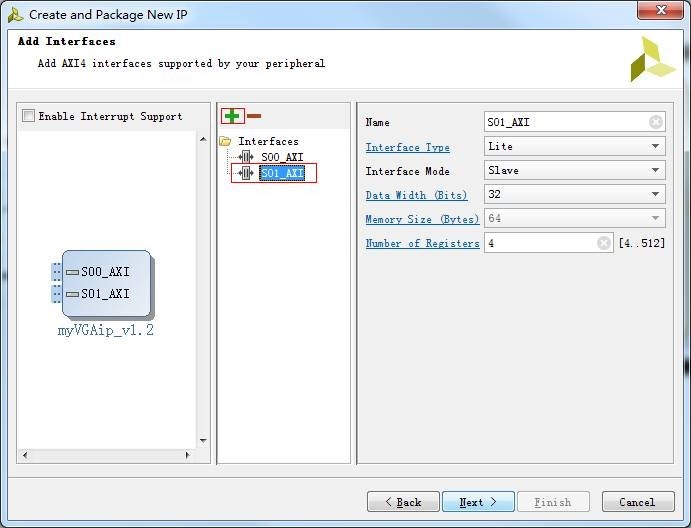 Create and Package New IP
Add Interfaces
Add AXI4 interfaces supported by your peripheral
Enable Interrupt Support
S00_AXI
S01_AXI
myVGAip_v1.2
Interfaces
S00_AXI
S01_AXI
Name S01_AXI
Interface Type Lite
Interface Mode Slave
Data Width (Bits) 32
Memory Size (Bytes) 64
Number of Registers 4 [4..512]
< Back Next > Finish Cancel